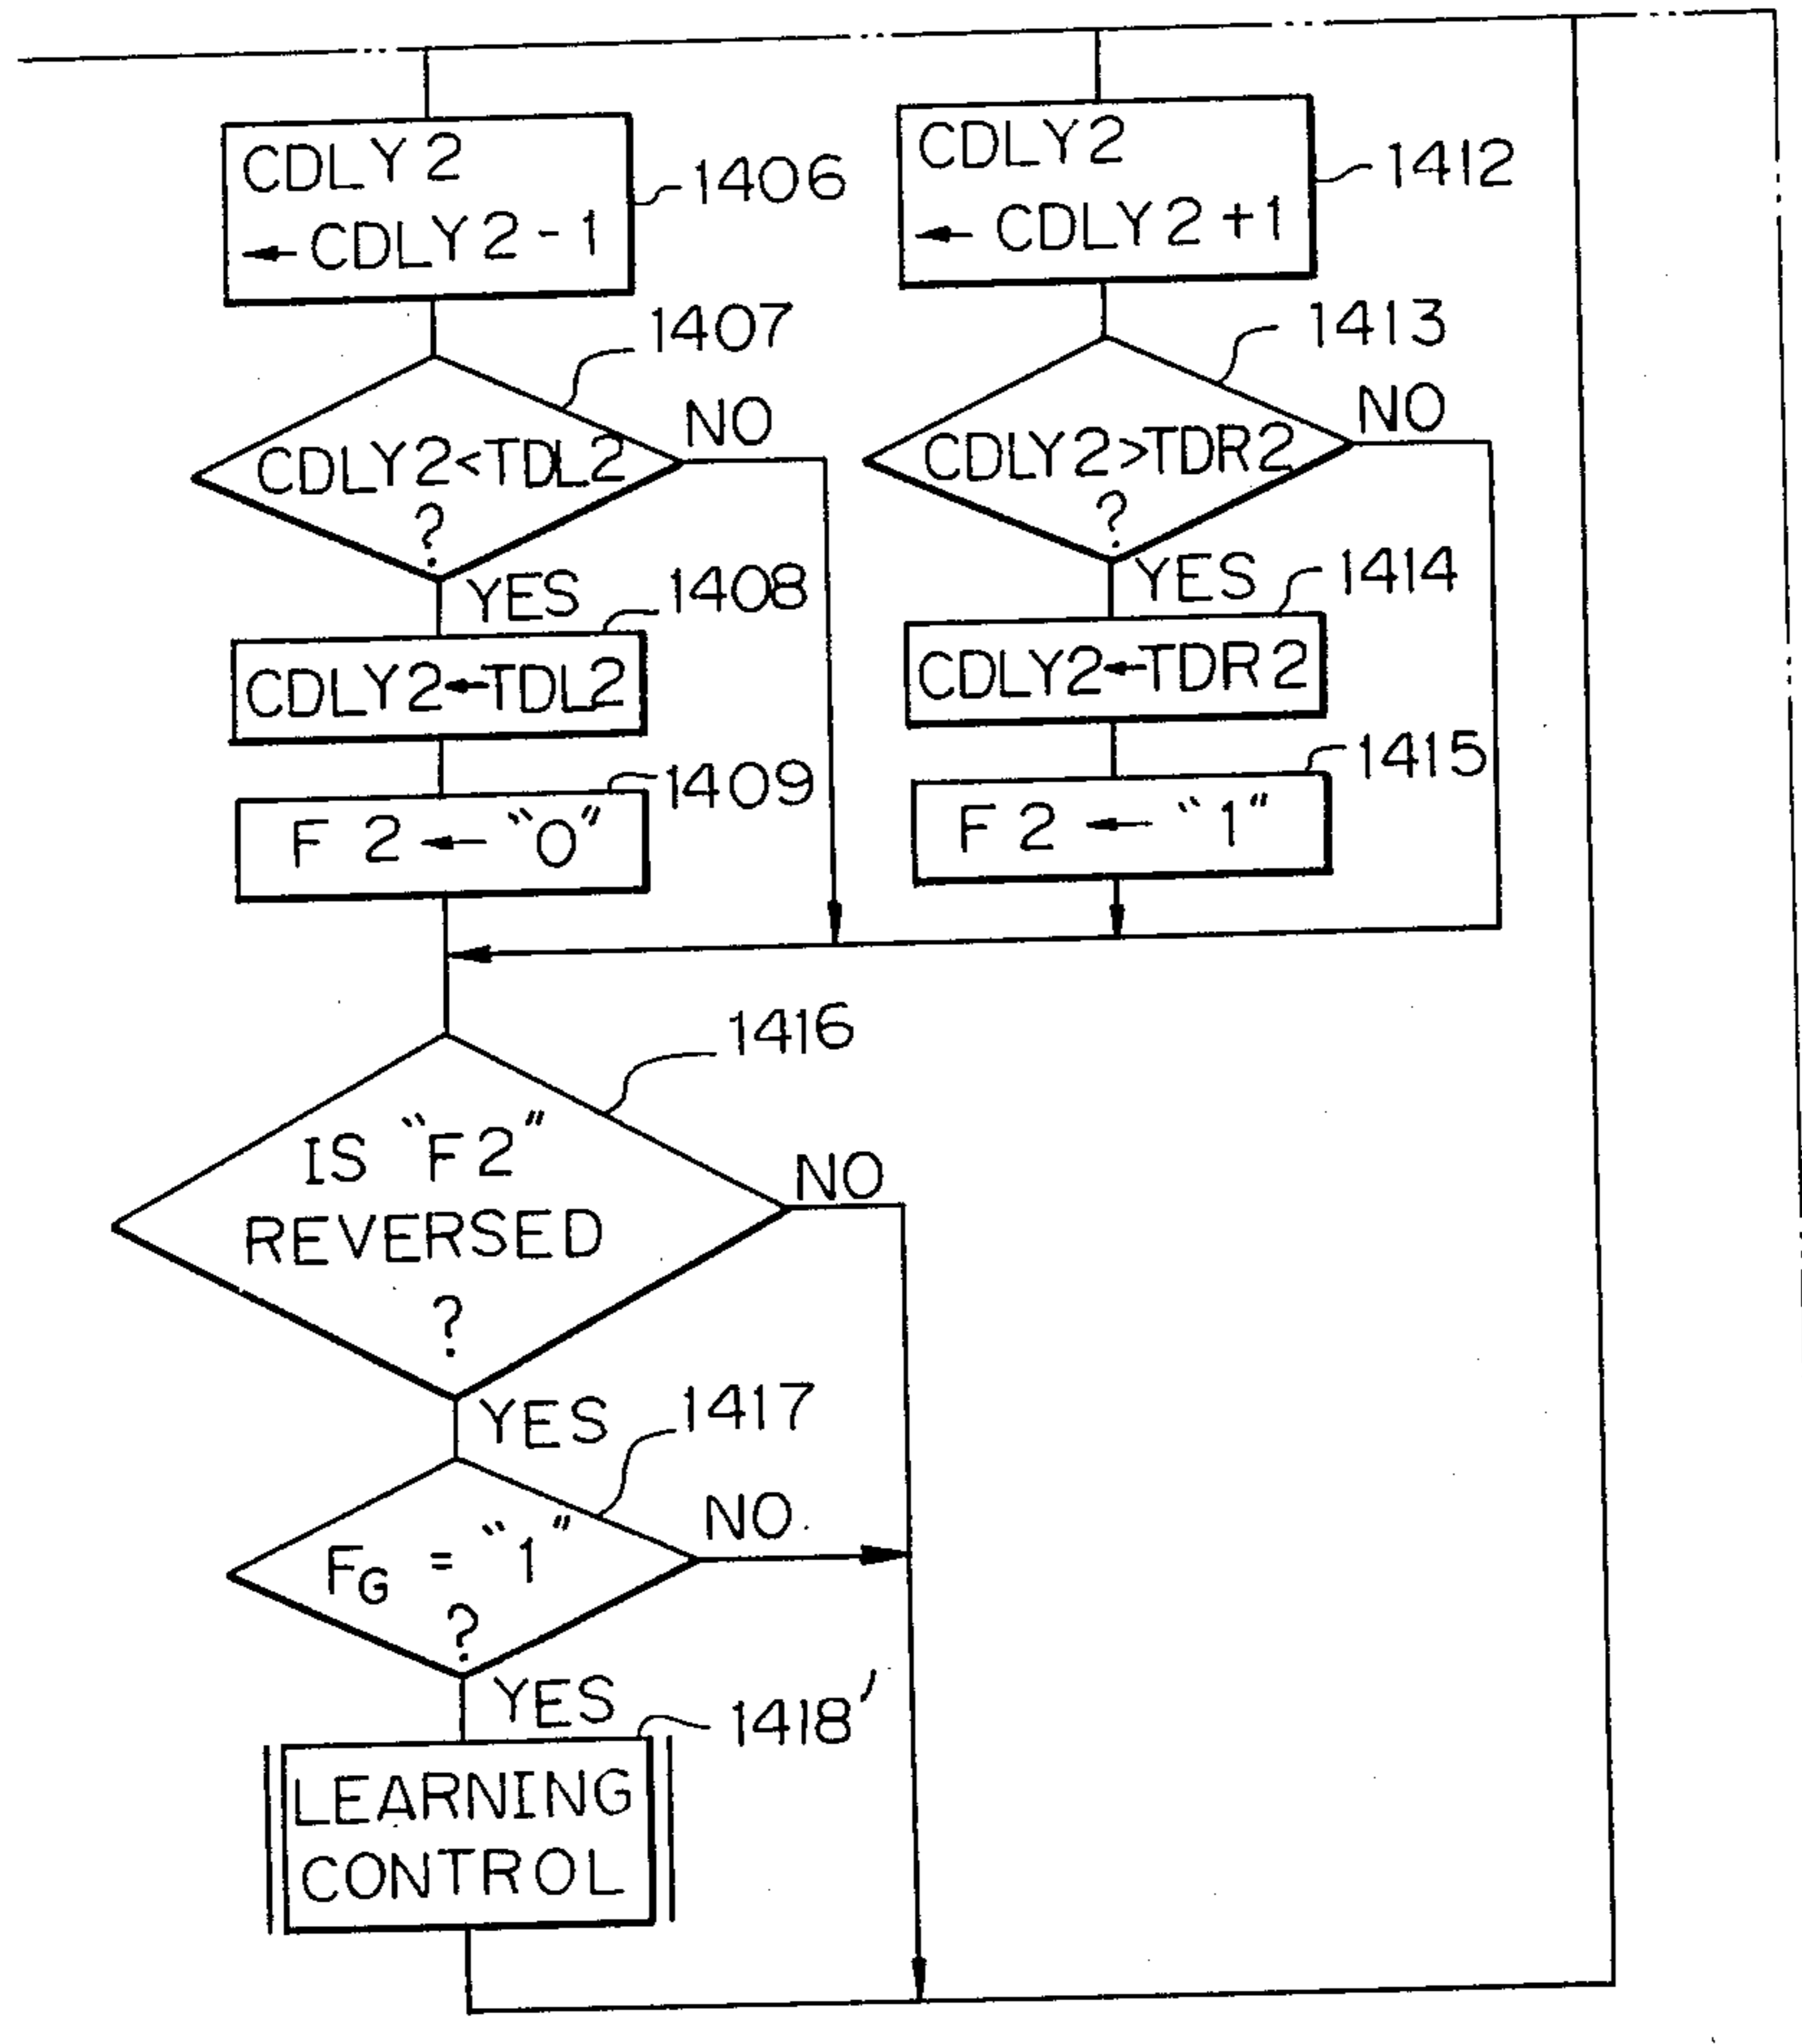 CDLY2
← CDLY2-1
1406
1407
CDLY2<TDL2
?
NO
YES
1408
CDLY2←TDL2
1409
F2 ← "0"
CDLY2
← CDLY2+1
1412
1413
CDLY2>TDR2
?
NO
YES
1414
CDLY2←TDR2
1415
F2 ← "1"
1416
IS "F2"
REVERSED
?
NO
YES
1417
FG = "1"
?
NO
YES
1418'
LEARNING
CONTROL